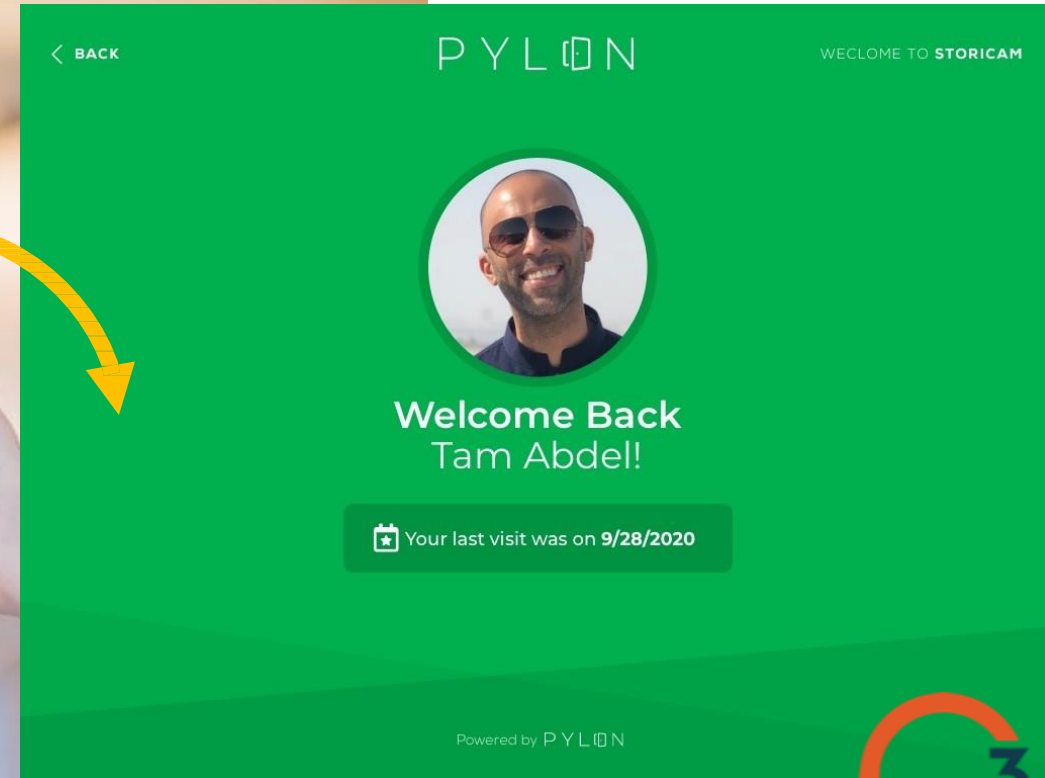 BACK
PYLON
WECLOME TO STORICAM
Welcome Back
Tam Abdel!
Your last visit was on 9/28/2020
Powered by PYLON
3